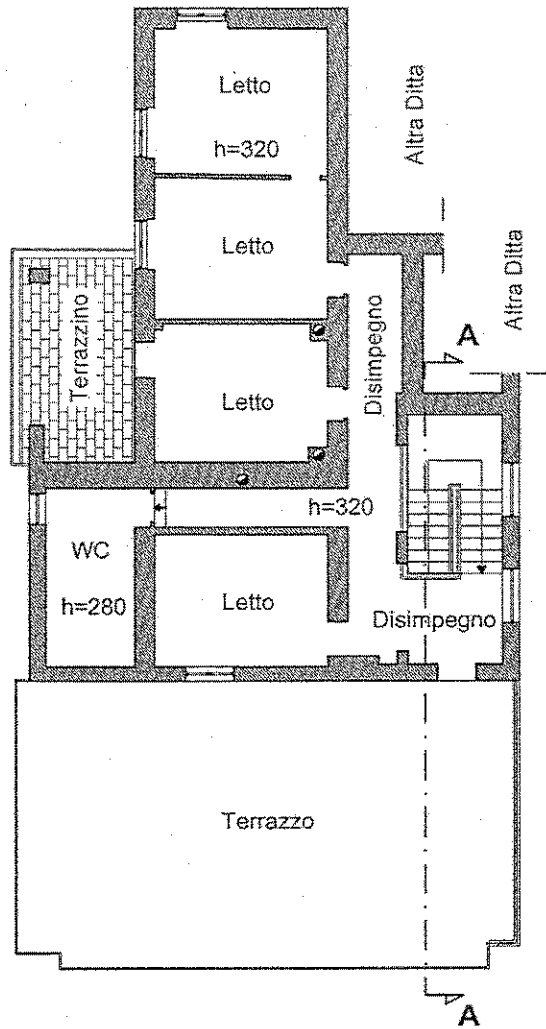 Letto
h=320
Altra Ditta
Letto
Terrazzino
Disimpegno
Altra Ditta
A
Letto
h=320
WC
h=280
Letto
Disimpegno
Terrazzo
A